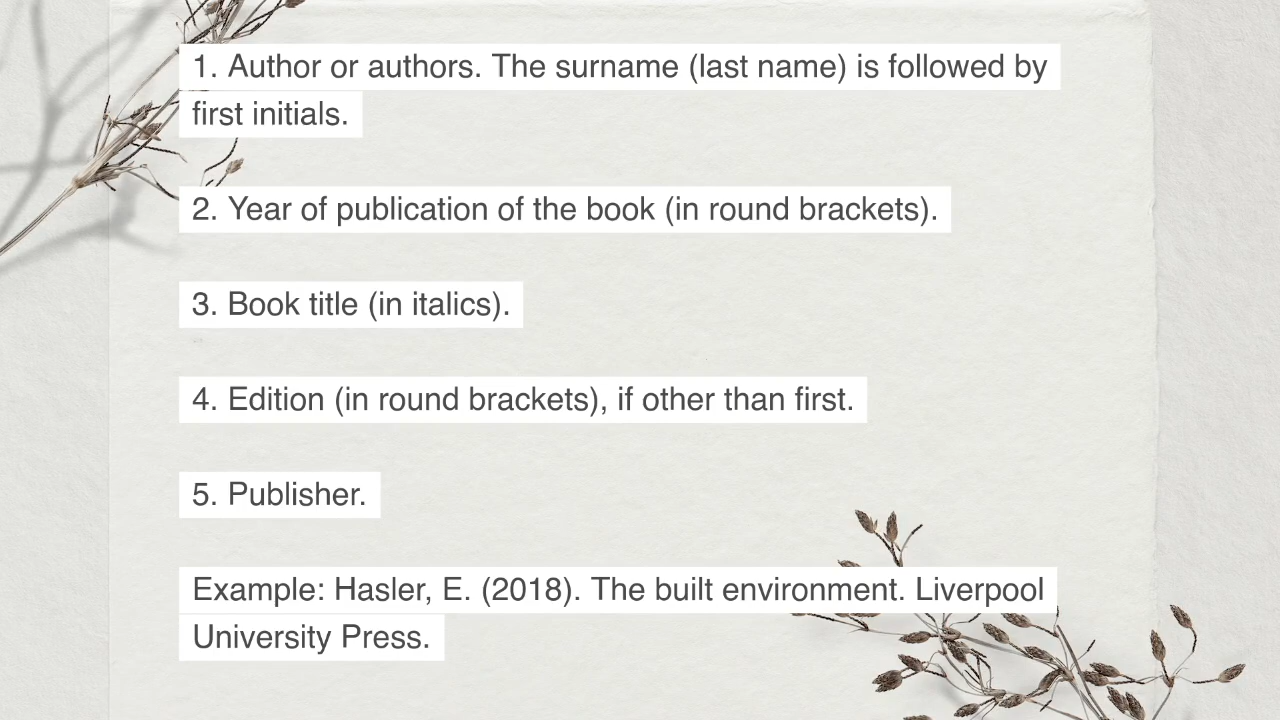 1. Author or authors. The surname (last name) is followed by
first initials.
2. Year of publication of the book (in round brackets).
3. Book title (in italics).
4. Edition (in round brackets), if other than first.
5. Publisher.
Example: Hasler, E. (2018). The built environment. Liverpool
University Press.